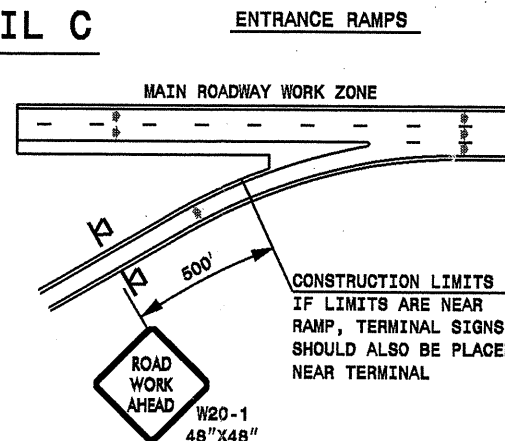 IL C
ENTRANCE RAMPS
MAIN ROADWAY WORK ZONE
500'
CONSTRUCTION LIMITS
IF LIMITS ARE NEAR
RAMP, TERMINAL SIGNS
SHOULD ALSO BE PLACE
NEAR TERMINAL
ROAD
WORK
AHEAD
W20-1
48"X48"